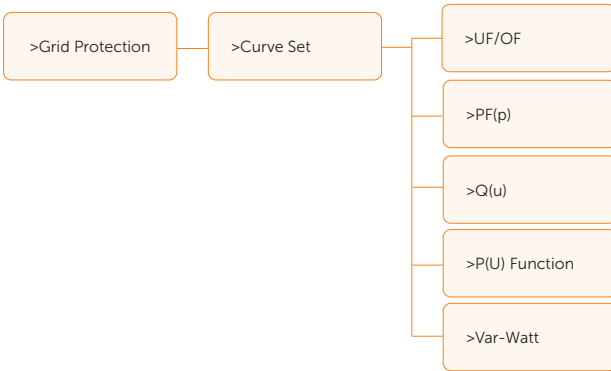 >Grid Protection
>Curve Set
>UF/OF
>PF(p)
>Q(u)
>P(U) Function
>Var-Watt